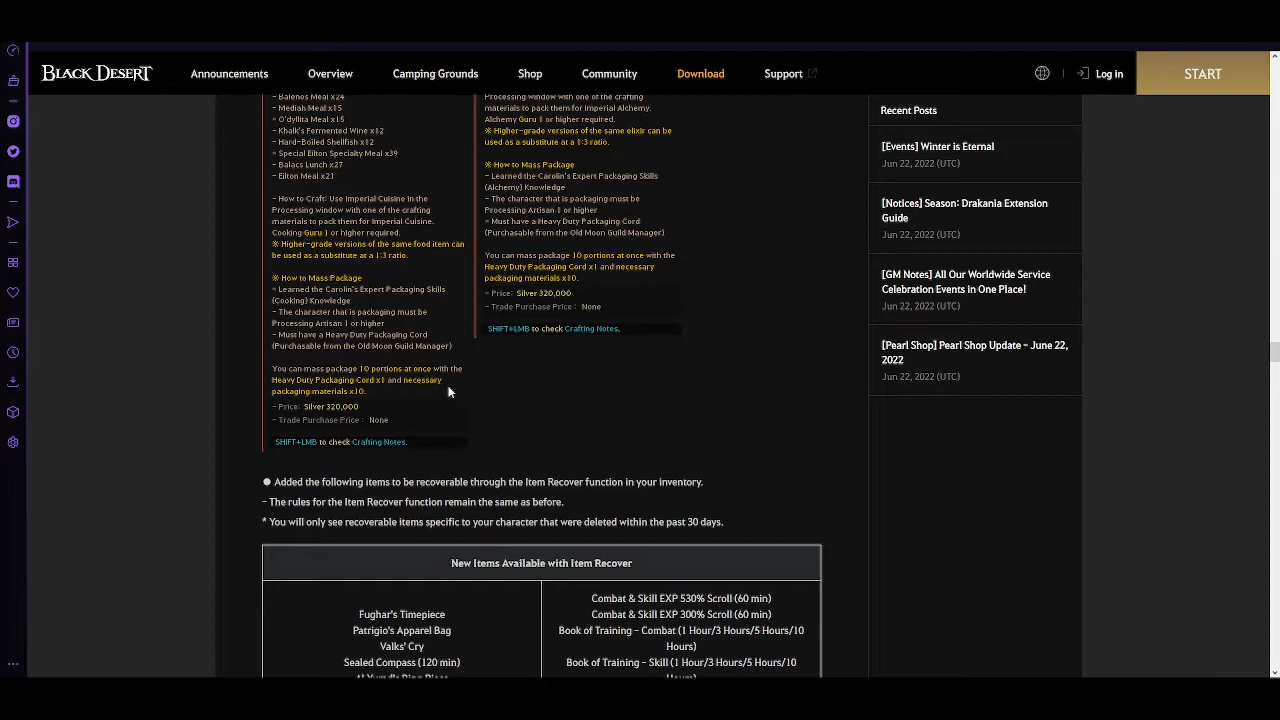 BLACK DESERT
Announcements
Overview
Camping Grounds
Shop
Community
Download
Support
Log in
START
- Balenos Meal x24
- Mediah Meal x15
- O'dyllita Meal x15
- Khalk's Fermented Wine x12
- Hard-Boiled Shellfish x12
- Special Eilton Specialty Meal x39
- Balacs Lunch x27
- Eilton Meal x21
- How to Craft: Use Imperial Cuisine in the
Processing window with one of the crafting
materials to pack them for Imperial Cuisine.
Cooking Guru 1 or higher required.
※ Higher-grade versions of the same food item can
be used as a substitute at a 1:3 ratio.
※ How to Mass Package
- Learned the Carolin's Expert Packaging Skills
(Cooking) Knowledge
- The character that is packaging must be
Processing Artisan 1 or higher
- Must have a Heavy Duty Packaging Cord
(Purchasable from the Old Moon Guild Manager)
You can mass package 10 portions at once with the
Heavy Duty Packaging Cord x1 and necessary
packaging materials x10.
- Price: Silver 320,000
- Trade Purchase Price : None
SHIFT+LMB to check Crafting Notes.
Processing window with one of the crafting
materials to pack them for Imperial Alchemy.
Alchemy Guru 1 or higher required.
※ Higher-grade versions of the same elixir can be
used as a substitute at a 1:3 ratio.
※ How to Mass Package
- Learned the Carolin's Expert Packaging Skills
(Alchemy) Knowledge
- The character that is packaging must be
Processing Artisan 1 or higher
- Must have a Heavy Duty Packaging Cord
(Purchasable from the Old Moon Guild Manager)
You can mass package 10 portions at once with the
Heavy Duty Packaging Cord x1 and necessary
packaging materials x10.
- Price: Silver 320,000
- Trade Purchase Price : None
SHIFT+LMB to check Crafting Notes.
● Added the following items to be recoverable through the Item Recover function in your inventory.
- The rules for the Item Recover function remain the same as before.
* You will only see recoverable items specific to your character that were deleted within the past 30 days.
New Items Available with Item Recover
Fughar's Timepiece
Patrigio's Apparel Bag
Valks' Cry
Sealed Compass (120 min)
Combat & Skill EXP 530% Scroll (60 min)
Combat & Skill EXP 300% Scroll (60 min)
Book of Training - Combat (1 Hour/3 Hours/5 Hours/10
Hours)
Book of Training - Skill (1 Hour/3 Hours/5 Hours/10
Hours)
Recent Posts
[Events] Winter is Eternal
Jun 22, 2022 (UTC)
[Notices] Season: Drakania Extension
Guide
Jun 22, 2022 (UTC)
[GM Notes] All Our Worldwide Service
Celebration Events in One Place!
Jun 22, 2022 (UTC)
[Pearl Shop] Pearl Shop Update - June 22,
2022
Jun 22, 2022 (UTC)